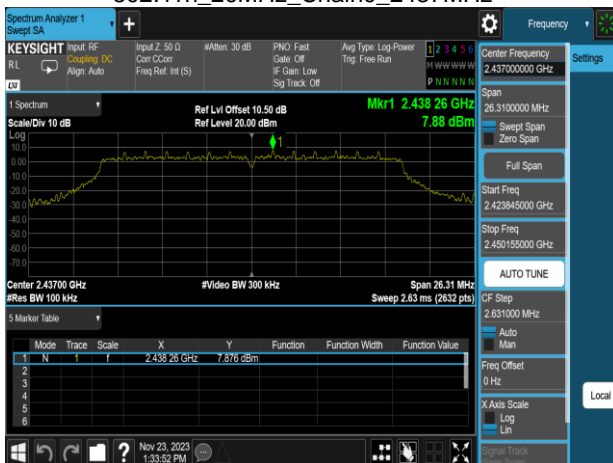 Spectrum Analyzer 1
Swept SA
+
Frequency
KEYSIGHT
Input: RF
Input Z: 50 Ω
#Atten: 30 dB
PNO: Fast
Avg Type: Log-Power
1 2 3 4 5 6
RL
Coupling: DC
Corr CCorr
Gate: Off
Trig: Free Run
M W W W W W
Align: Auto
Freq Ref: Int (S)
IF Gain: Low
Sig Track: Off
P N N N N N
LXI
Center Frequency
2.437000000 GHz
Settings
Span
26.3100000 MHz
Swept Span
Zero Span
Full Span
Start Freq
2.423845000 GHz
Stop Freq
2.450155000 GHz
AUTO TUNE
CF Step
2.631000 MHz
Auto
Man
Freq Offset
0 Hz
X Axis Scale
Log
Lin
Signal Track
Local
1 Spectrum
Ref Lvl Offset 10.50 dB
Mkr1 2.438 26 GHz
Scale/Div 10 dB
Ref Level 20.00 dBm
7.88 dBm
Log
1
10.0
0.00
-10.0
-20.0
-30.0
-40.0
-50.0
-60.0
-70.0
Center 2.43700 GHz
#Video BW 300 kHz
Span 26.31 MHz
#Res BW 100 kHz
Sweep 2.63 ms (2632 pts)
5 Marker Table
Mode Trace Scale X Y Function Function Width Function Value
1 N 1 f 2.438 26 GHz 7.876 dBm
2
3
4
5
6
?
Nov 23, 2023
1:33:52 PM